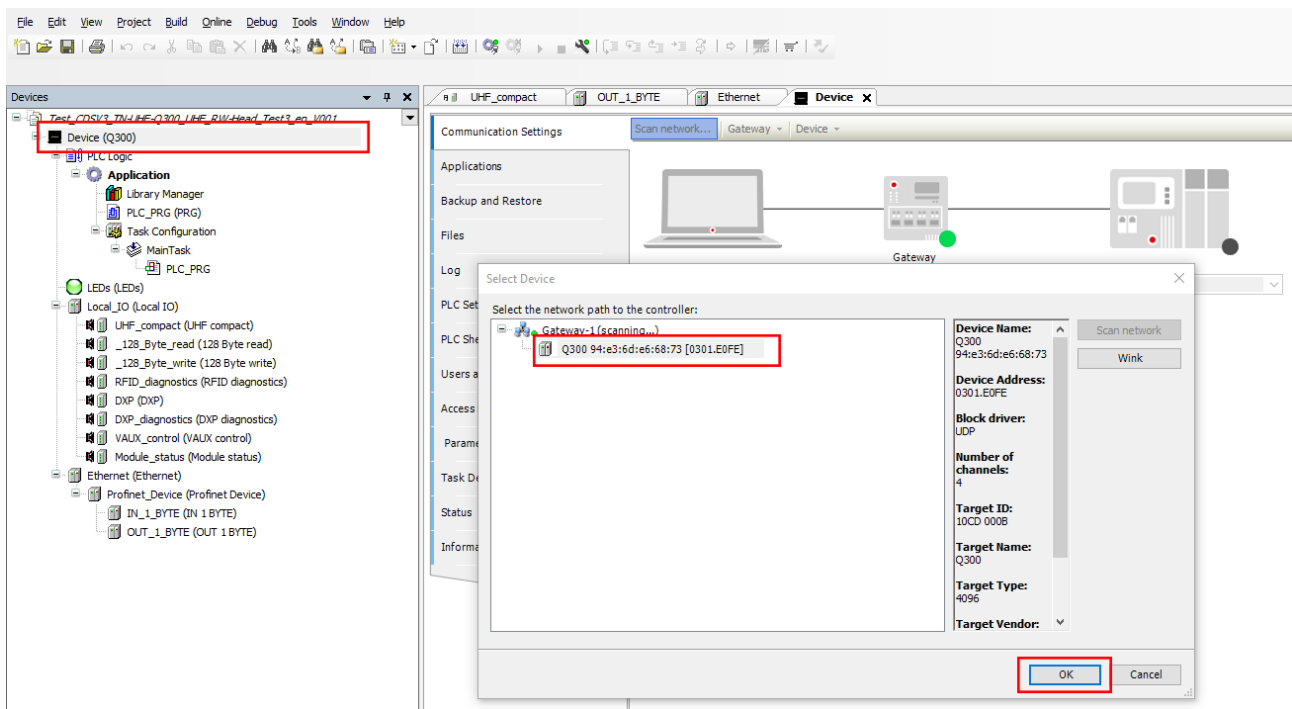 File Edit View Project Build Online Debug Tools Window Help
Devices
UHF_compact OUT_1_BYTE Ethernet Device
Test_CDSV3_TN-UHF-Q300_UHF_RW-Head_Test3_en_V001
Device (Q300)
PLC Logic
Application
Library Manager
PLC_PRG (PRG)
Task Configuration
MainTask
PLC_PRG
LEDs (LEDs)
Local_IO (Local IO)
UHF_compact (UHF compact)
_128_Byte_read (128 Byte read)
_128_Byte_write (128 Byte write)
RFID_diagnostics (RFID diagnostics)
DXP (DXP)
DXP_diagnostics (DXP diagnostics)
VAUX_control (VAUX control)
Module_status (Module status)
Ethernet (Ethernet)
Profinet_Device (Profinet Device)
IN_1_BYTE (IN 1 BYTE)
OUT_1_BYTE (OUT 1 BYTE)
Communication Settings
Applications
Backup and Restore
Files
Log
PLC Set
PLC She
Users a
Access
Parame
Task De
Status
Informa
Scan network... Gateway Device
Gateway
Select Device
Select the network path to the controller:
Gateway-1 (scanning...)
Q300 94:e3:6d:e6:68:73 [0301.E0FE]
Device Name:
Q300
94:e3:6d:e6:68:73
Device Address:
0301.E0FE
Block driver:
UDP
Number of
channels:
4
Target ID:
10CD 000B
Target Name:
Q300
Target Type:
4096
Target Vendor:
Scan network
Wink
OK Cancel